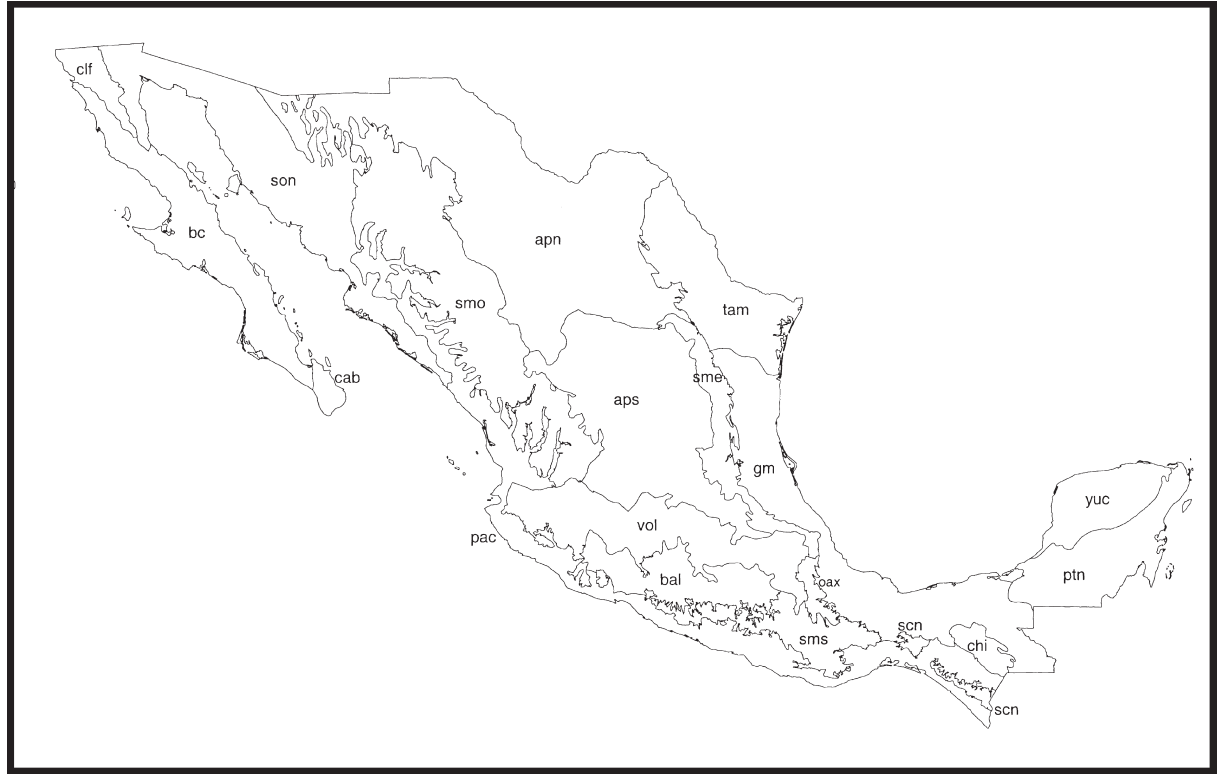 clf
son
bc
apn
smo
tam
cab
sme
aps
gm
yuc
vol
pac
ptn
bal
oax
scn
sms
chi
scn